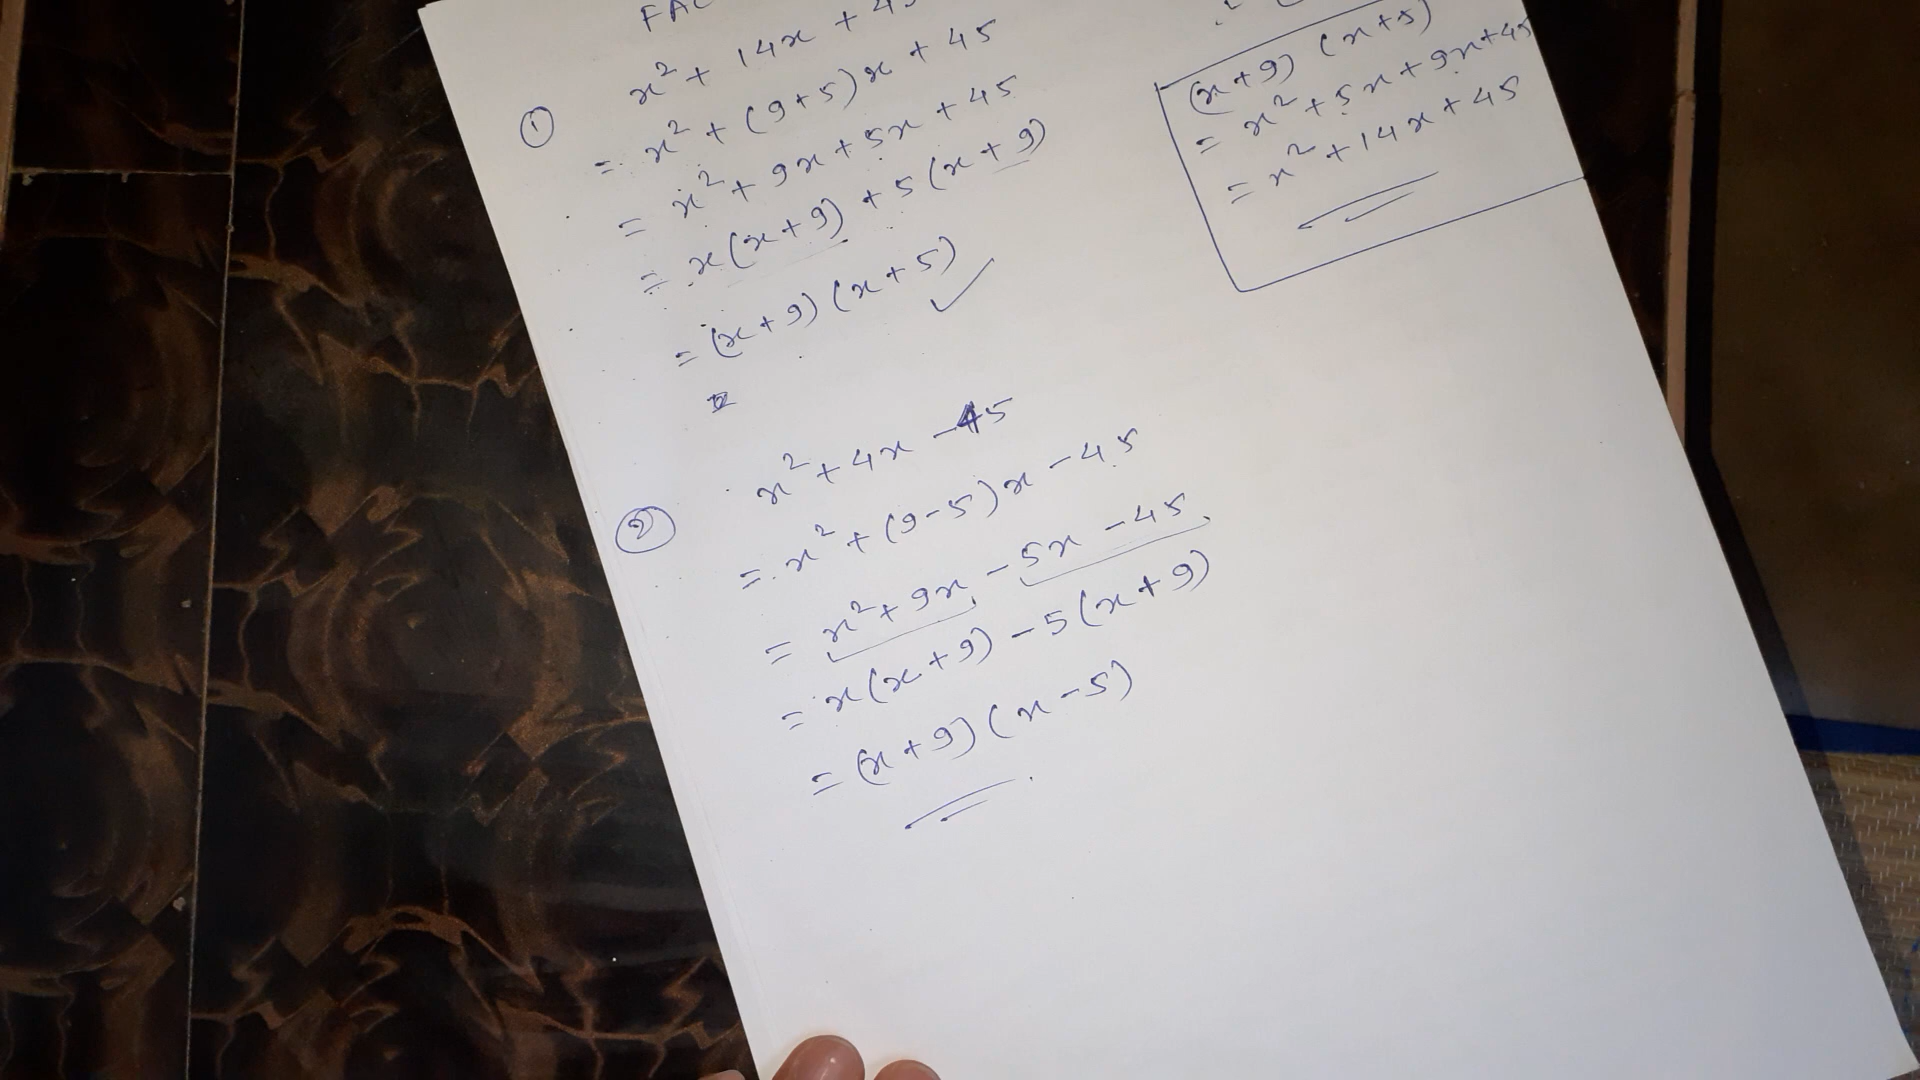 FAC
① x² + 14x + 45
= x² + (9+5)x + 45
= x² + 9x + 5x + 45
= x(x+9) + 5(x+9)
= (x+9)(x+5) ✓
(x+9)(x+5)
= x² + 5x + 9x + 45
= x² + 14x + 45
② x² + 4x - 45
= x² + (9-5)x - 45
= x² + 9x - 5x - 45
= x(x+9) - 5(x+9)
= (x+9)(x-5)